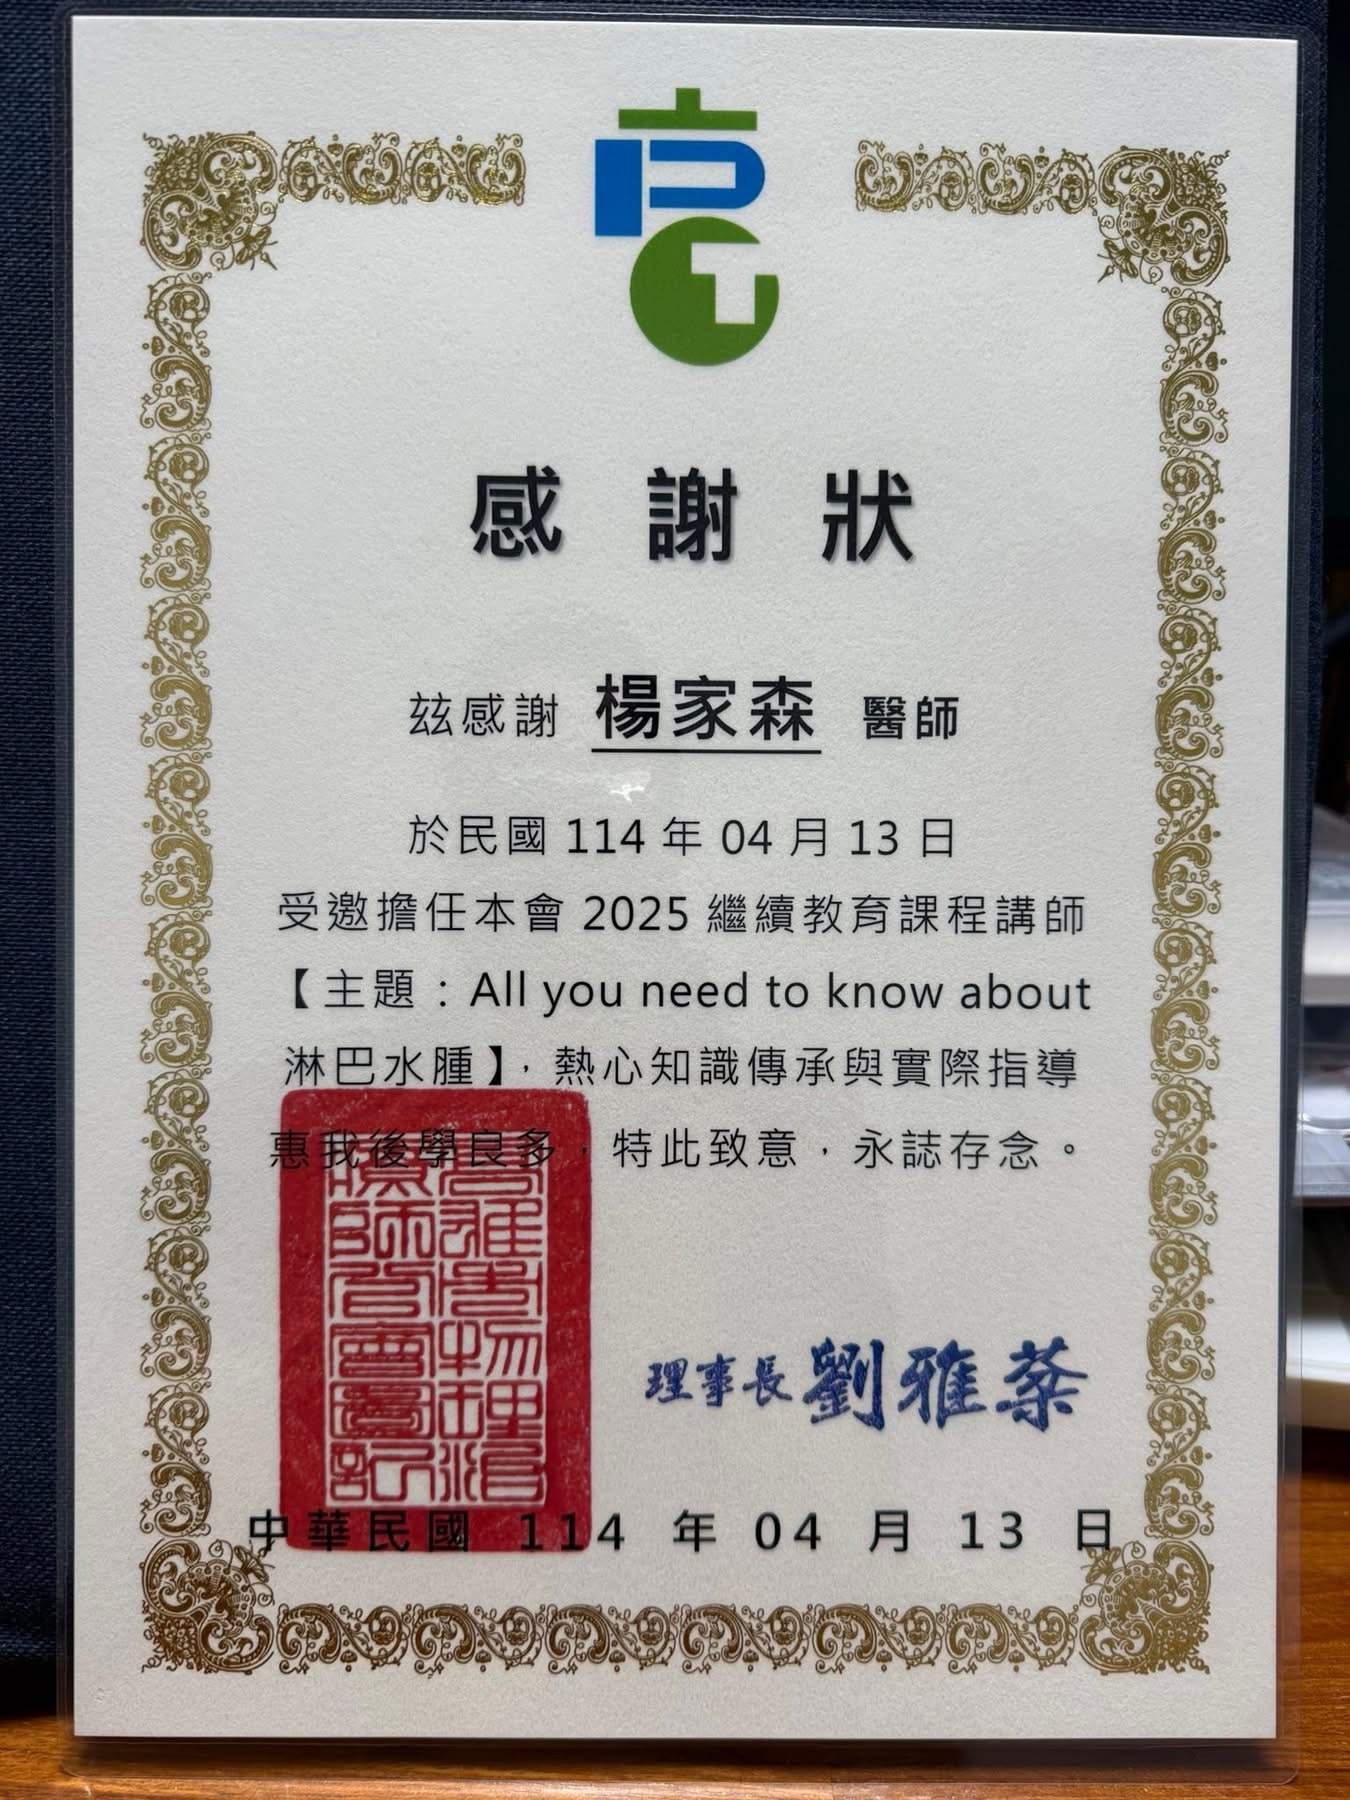 感謝狀
玆感謝 楊家森 醫師
於民國 114 年 04 月 13 日
受邀擔任本會 2025 繼續教育課程講師
【主題：All you need to know about
淋巴水腫】，熱心知識傳承與實際指導
惠我後學良多，特此致意，永誌存念。
理事長 劉雅棻
中華民國 114 年 04 月 13 日